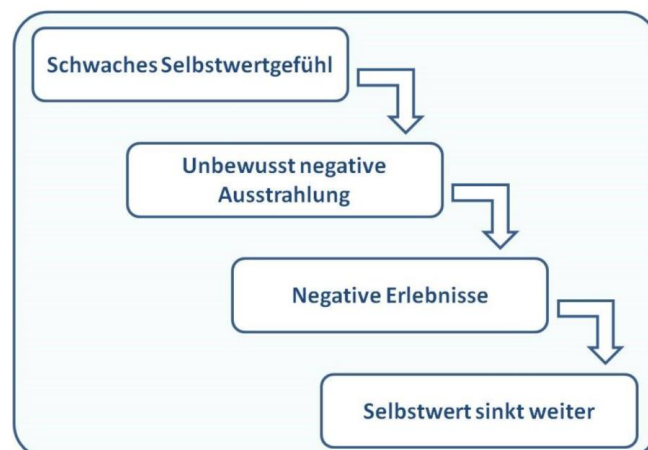 Schwaches Selbstwertgefühl
Unbewusst negative
Ausstrahlung
Negative Erlebnisse
Selbstwert sinkt weiter